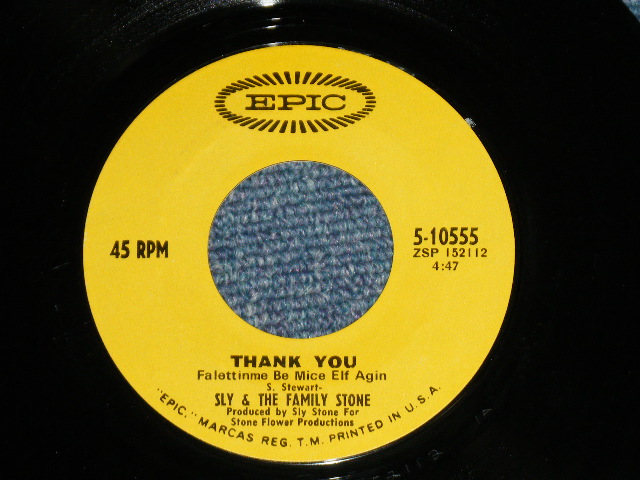 EPIC
45 RPM
5-10555
ZSP 152112
4:47
THANK YOU
Falettinme Be Mice Elf Agin
S. Stewart-
SLY & THE FAMILY STONE
Produced by Sly Stone For
Stone Flower Productions
"EPIC," MARCAS REG. T.M. PRINTED IN U.S.A.